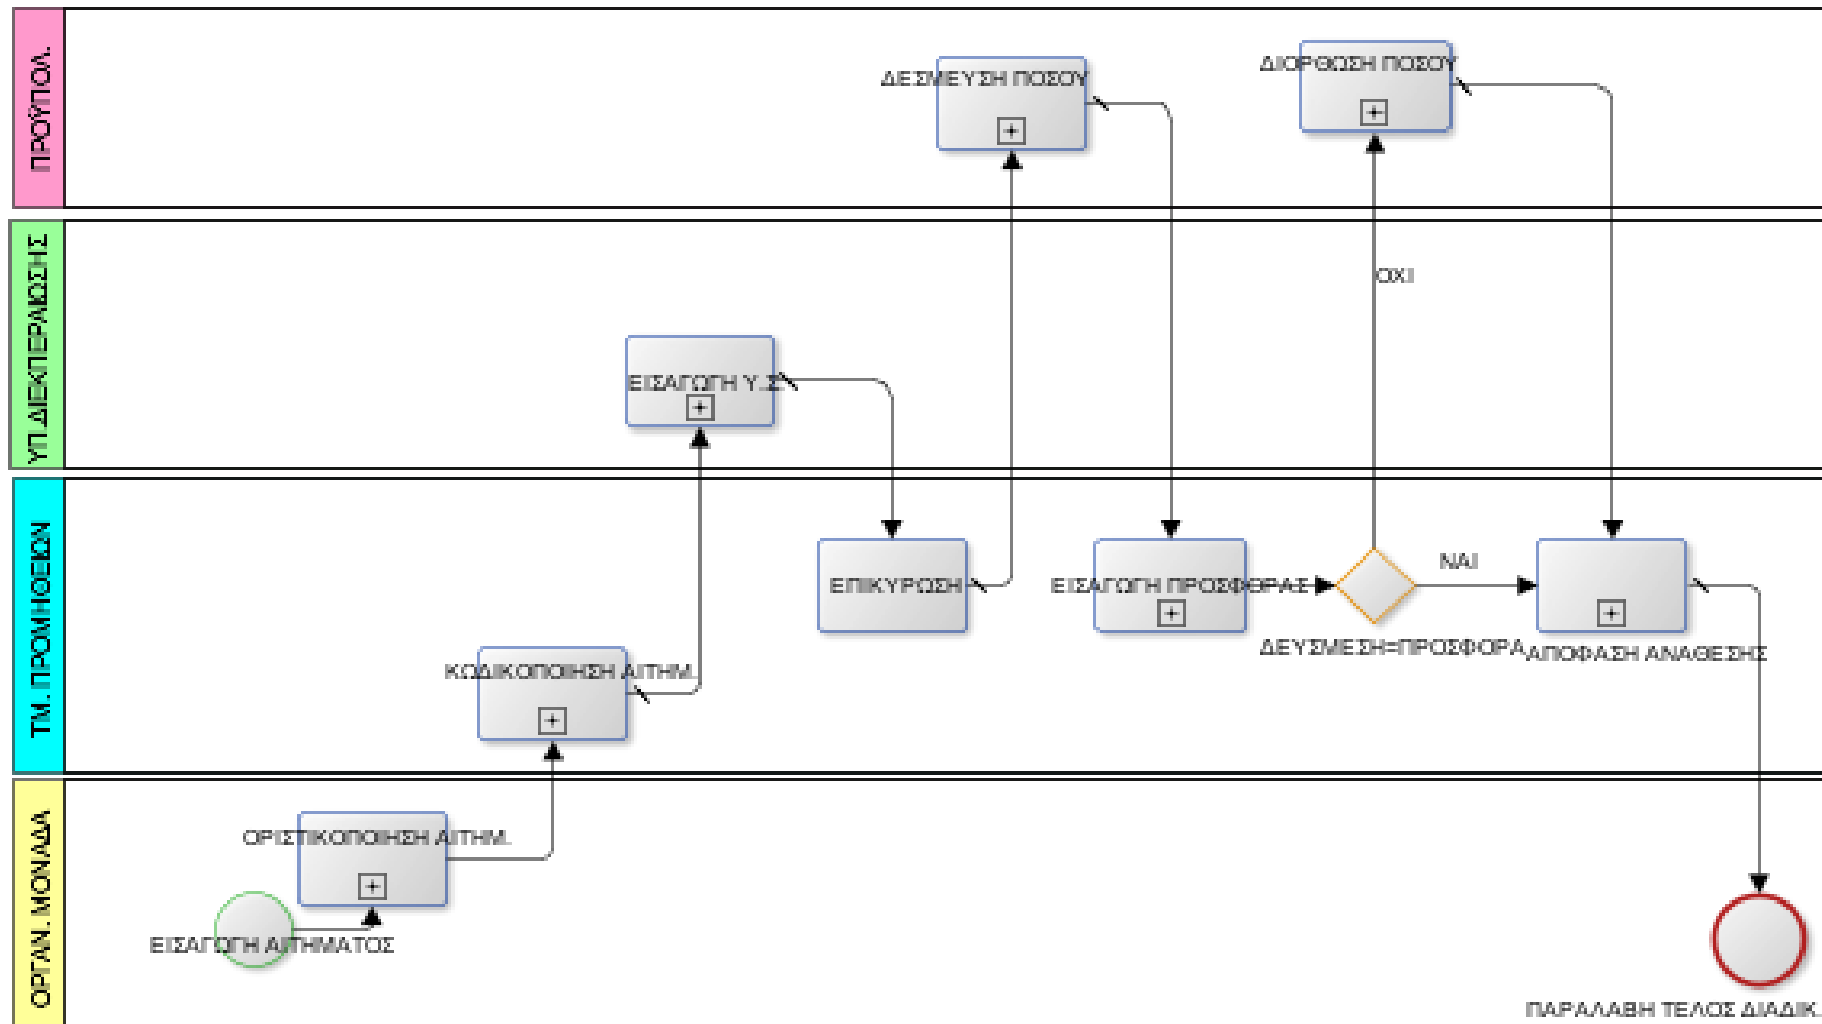 ΠΡΟΫΠΟΛ.
ΔΕΣΜΕΥΣΗ ΠΟΣΟΥ
ΔΙΟΡΘΩΣΗ ΠΟΣΟΥ
ΥΠ.ΔΙΕΚΠΕΡΑΙΩΣΗΣ
ΟΧΙ
ΕΙΣΑΓΩΓΗ Υ.Σ.
ΤΜ. ΠΡΟΜΗΘΕΙΩΝ
ΕΠΙΚΥΡΩΣΗ
ΕΙΣΑΓΩΓΗ ΠΡΟΣΦΟΡΑΣ
ΝΑΙ
ΔΕΥΣΜΕΣΗ=ΠΡΟΣΦΟΡΑ
ΑΠΟΦΑΣΗ ΑΝΑΘΕΣΗΣ
ΚΩΔΙΚΟΠΟΙΗΣΗ ΑΙΤΗΜ.
ΟΡΓΑΝ. ΜΟΝΑΔΑ
ΟΡΙΣΤΙΚΟΠΟΙΗΣΗ ΑΙΤΗΜ.
ΕΙΣΑΓΩΓΗ ΑΙΤΗΜΑΤΟΣ
ΠΑΡΑΛΑΒΗ ΤΕΛΟΣ ΔΙΑΔΙΚ.